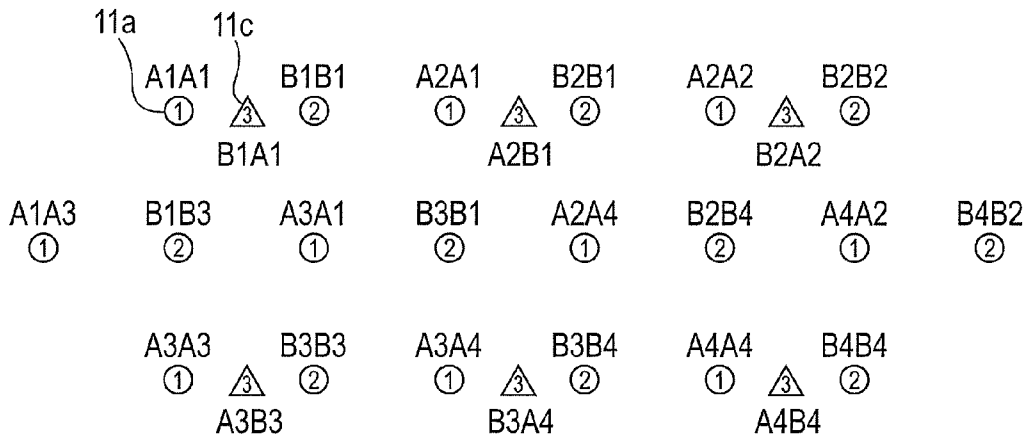 11a 11c
A1A1 B1B1 A2A1 B2B1 A2A2 B2B2
1 3 2 1 3 2 1 3 2
B1A1 A2B1 B2A2
A1A3 B1B3 A3A1 B3B1 A2A4 B2B4 A4A2 B4B2
1 2 1 2 1 2 1 2
A3A3 B3B3 A3A4 B3B4 A4A4 B4B4
1 3 2 1 3 2 1 3 2
A3B3 B3A4 A4B4